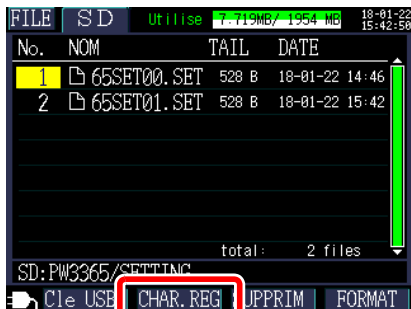 FILE SD Utilise 7.719MB/ 1954 MB 18-01-22
15:42:50
No. NOM TAIL DATE
1 65SET00.SET 528 B 18-01-22 14:46
2 65SET01.SET 528 B 18-01-22 15:42
total: 2 files
SD:PW3365/SETTING
Cle USB CHAR.REG SUPPRIM FORMAT